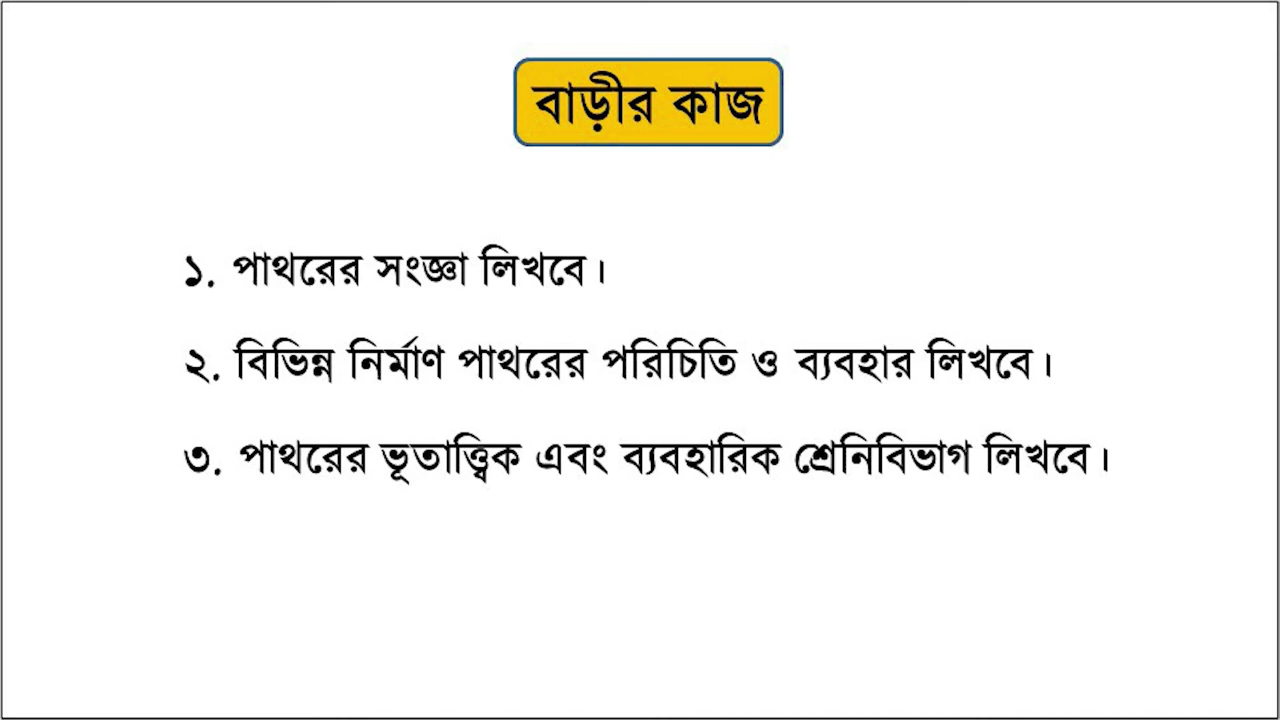 বাড়ীর কাজ
১. পাথরের সংজ্ঞা লিখবে।
২. বিভিন্ন নির্মাণ পাথরের পরিচিতি ও ব্যবহার লিখবে।
৩. পাথরের ভূতাত্ত্বিক এবং ব্যবহারিক শ্রেনিবিভাগ লিখবে।